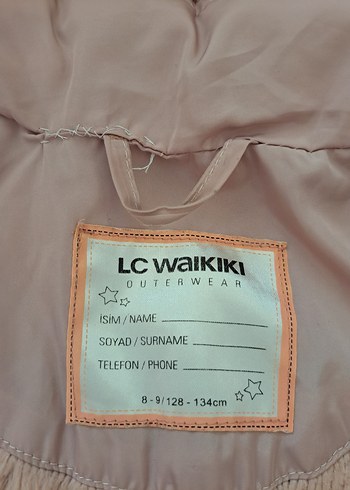 LC WAIKIKI
OUTERWEAR
İSİM / NAME
SOYAD / SURNAME
TELEFON / PHONE
8 - 9 / 128 - 134cm